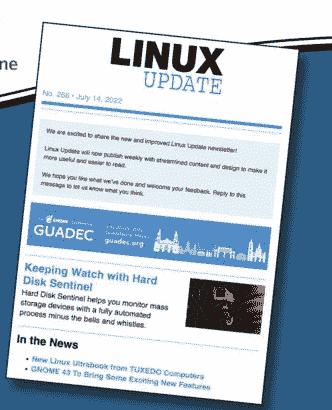 ne
LINUX
UPDATE
No. 266 • July 14, 2022
We are excited to share the new and improved Linux Update newsletter!
Linux Update will now publish weekly with streamlined content and design to make it
more useful and easier to read.
We hope you like what we've done and welcome your feedback. Reply to this
message to let us know what you think.
GNOME
GUADEC
guadec.org
Keeping Watch with Hard
Disk Sentinel
Hard Disk Sentinel helps you monitor mass
storage devices with a fully automated
process minus the bells and whistles.
In the News
• New Linux Ultrabook from TUXEDO Computers
• GNOME 43 To Bring Some Exciting New Features